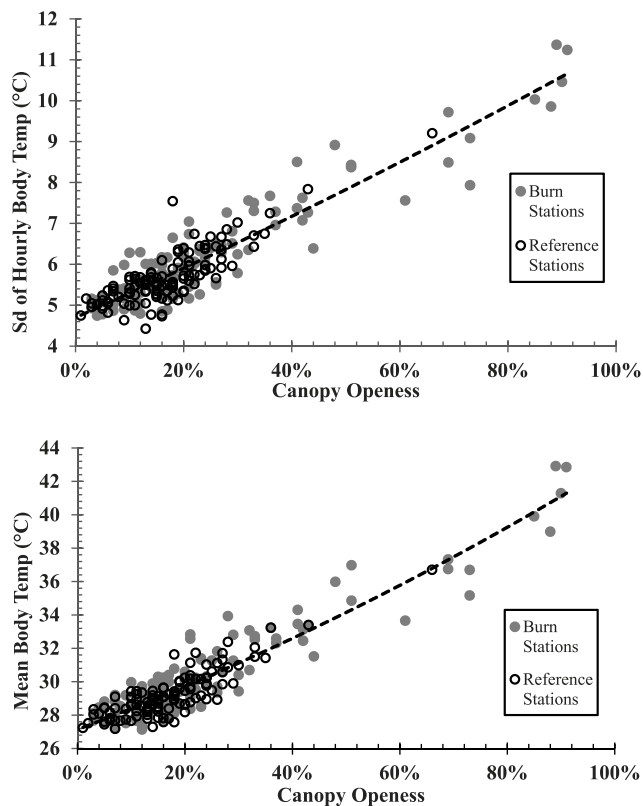 12
11
10
9
8
7
6
5
4
Sd of Hourly Body Temp (°C)
0% 20% 40% 60% 80% 100%
Canopy Openess
Burn
Stations
Reference
Stations
44
42
40
38
36
34
32
30
28
26
Mean Body Temp (°C)
0% 20% 40% 60% 80% 100%
Canopy Openess
Burn
Stations
Reference
Stations